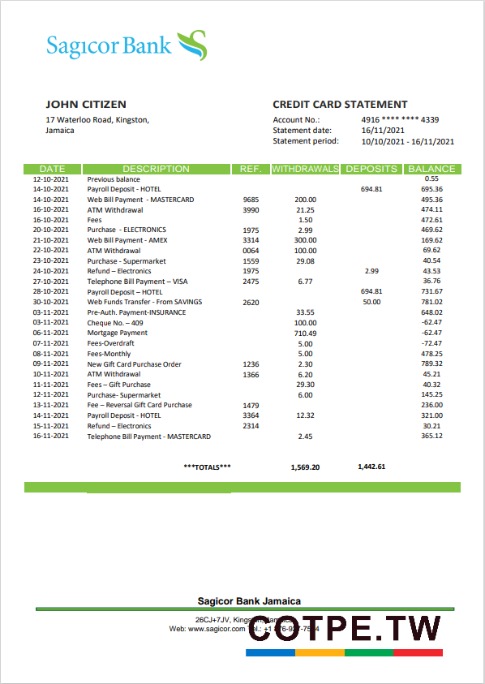 Sagicor Bank
JOHN CITIZEN
17 Waterloo Road, Kingston,
Jamaica
CREDIT CARD STATEMENT
Account No.: 4916 **** **** 4339
Statement date: 16/11/2021
Statement period: 10/10/2021 - 16/11/2021
DATE DESCRIPTION REF. WITHDRAWALS DEPOSITS BALANCE
12-10-2021 Previous balance 0.55
14-10-2021 Payroll Deposit - HOTEL 694.81 695.36
14-10-2021 Web Bill Payment - MASTERCARD 9685 200.00 495.36
16-10-2021 ATM Withdrawal 3990 21.25 474.11
16-10-2021 Fees 1.50 472.61
20-10-2021 Purchase - ELECTRONICS 1975 2.99 469.62
21-10-2021 Web Bill Payment - AMEX 3314 300.00 169.62
22-10-2021 ATM Withdrawal 0064 100.00 69.62
23-10-2021 Purchase - Supermarket 1559 29.08 40.54
24-10-2021 Refund – Electronics 1975 2.99 43.53
27-10-2021 Telephone Bill Payment – VISA 2475 6.77 36.76
28-10-2021 Payroll Deposit – HOTEL 694.81 731.67
30-10-2021 Web Funds Transfer - From SAVINGS 2620 50.00 781.02
03-11-2021 Pre-Auth. Payment-INSURANCE 33.55 648.02
03-11-2021 Cheque No. – 409 100.00 -62.47
06-11-2021 Mortgage Payment 710.49 -62.47
07-11-2021 Fees-Overdraft 5.00 -72.47
08-11-2021 Fees-Monthly 5.00 478.25
09-11-2021 New Gift Card Purchase Order 1236 2.30 789.32
10-11-2021 ATM Withdrawal 1366 6.20 45.21
11-11-2021 Fees – Gift Purchase 29.30 40.32
12-11-2021 Purchase- Supermarket 6.00 145.25
13-11-2021 Fee – Reversal Gift Card Purchase 1479 236.00
14-11-2021 Payroll Deposit - HOTEL 3364 12.32 321.00
15-11-2021 Refund – Electronics 2314 30.21
16-11-2021 Telephone Bill Payment - MASTERCARD 2.45 365.12
***TOTALS*** 1,569.20 1,442.61
Sagicor Bank Jamaica
26CJ+7JV,
Web: www.sagicor.com
COTPE.TW